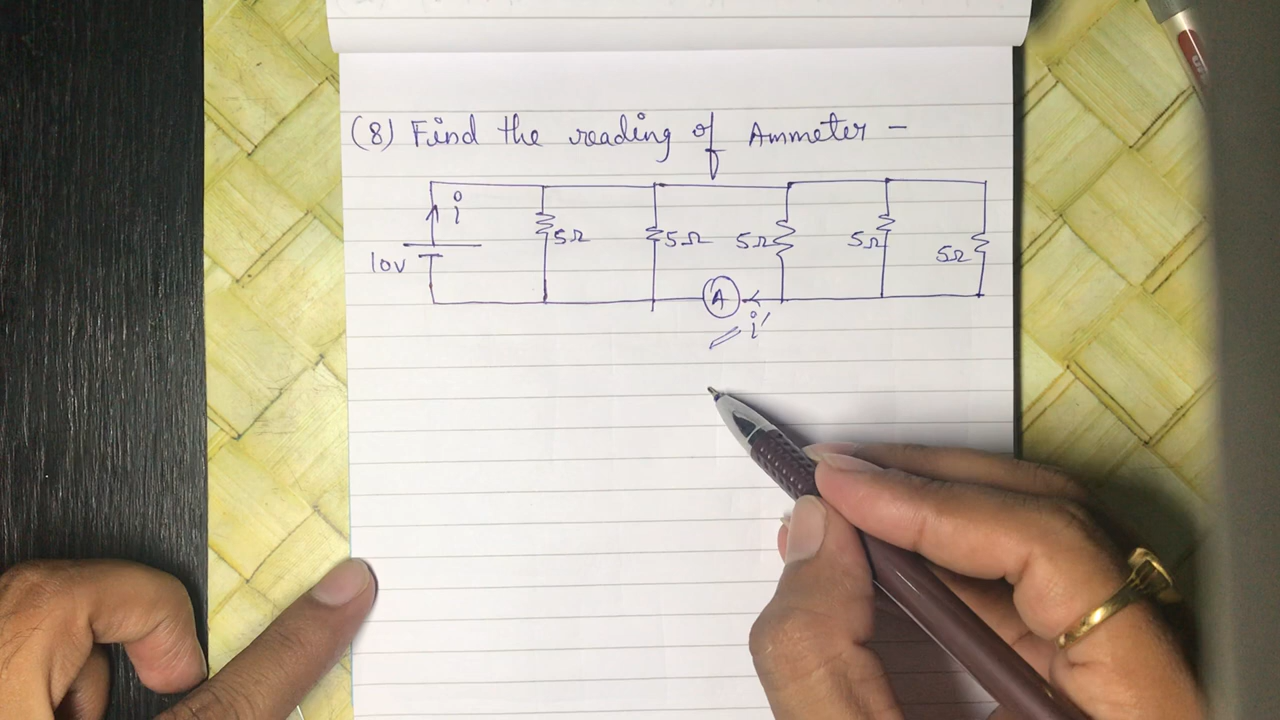 (8) Find the reading of Ammeter –
i
5Ω 5Ω 5Ω 5Ω 5Ω
10V
A
i'